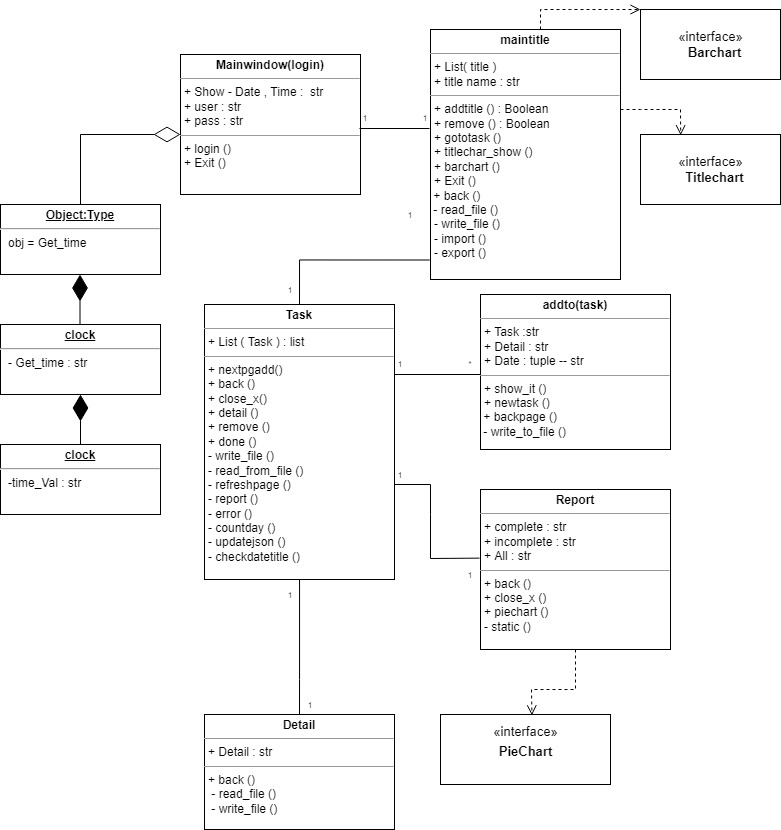 Mainwindow(login)
+ Show - Date , Time :  str
+ user : str
+ pass : str
+ login ()
+ Exit ()
1
1
maintitle
+ List( title )
+ title name : str
+ addtitle () : Boolean
+ remove () : Boolean
+ gototask ()
+ titlechar_show ()
+ barchart ()
+ Exit ()
+ back ()
- read_file ()
- write_file ()
- import ()
- export ()
«interface»
Barchart
«interface»
Titlechart
Object:Type
obj = Get_time
clock
- Get_time : str
clock
-time_Val : str
1
1
Task
+ List ( Task ) : list
+ nextpgadd()
+ back ()
+ close_x()
+ detail ()
+ remove ()
+ done ()
- write_file ()
- read_from_file ()
- refreshpage ()
- report ()
- error ()
- countday ()
- updatejson ()
- checkdatetitle ()
1
*
addto(task)
+ Task :str
+ Detail : str
+ Date : tuple -- str
+ show_it ()
+ newtask ()
+ backpage ()
- write_to_file ()
1
1
Report
+ complete : str
+ incomplete : str
+ All : str
+ back ()
+ close_x ()
+ piechart ()
- static ()
1
1
Detail
+ Detail : str
+ back ()
- read_file ()
- write_file ()
«interface»
PieChart